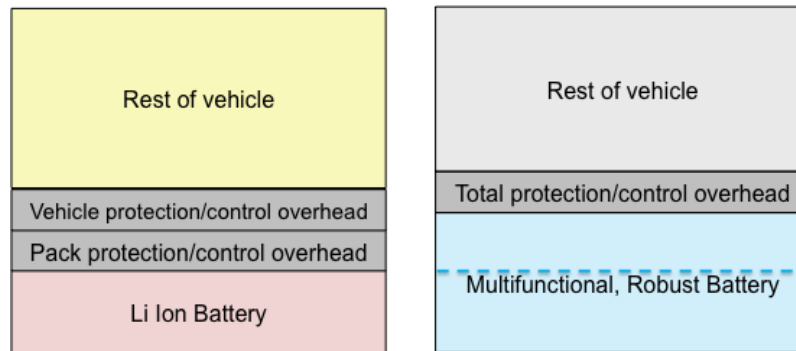 Rest of vehicle
Vehicle protection/control overhead
Pack protection/control overhead
Li Ion Battery
Rest of vehicle
Total protection/control overhead
Multifunctional, Robust Battery